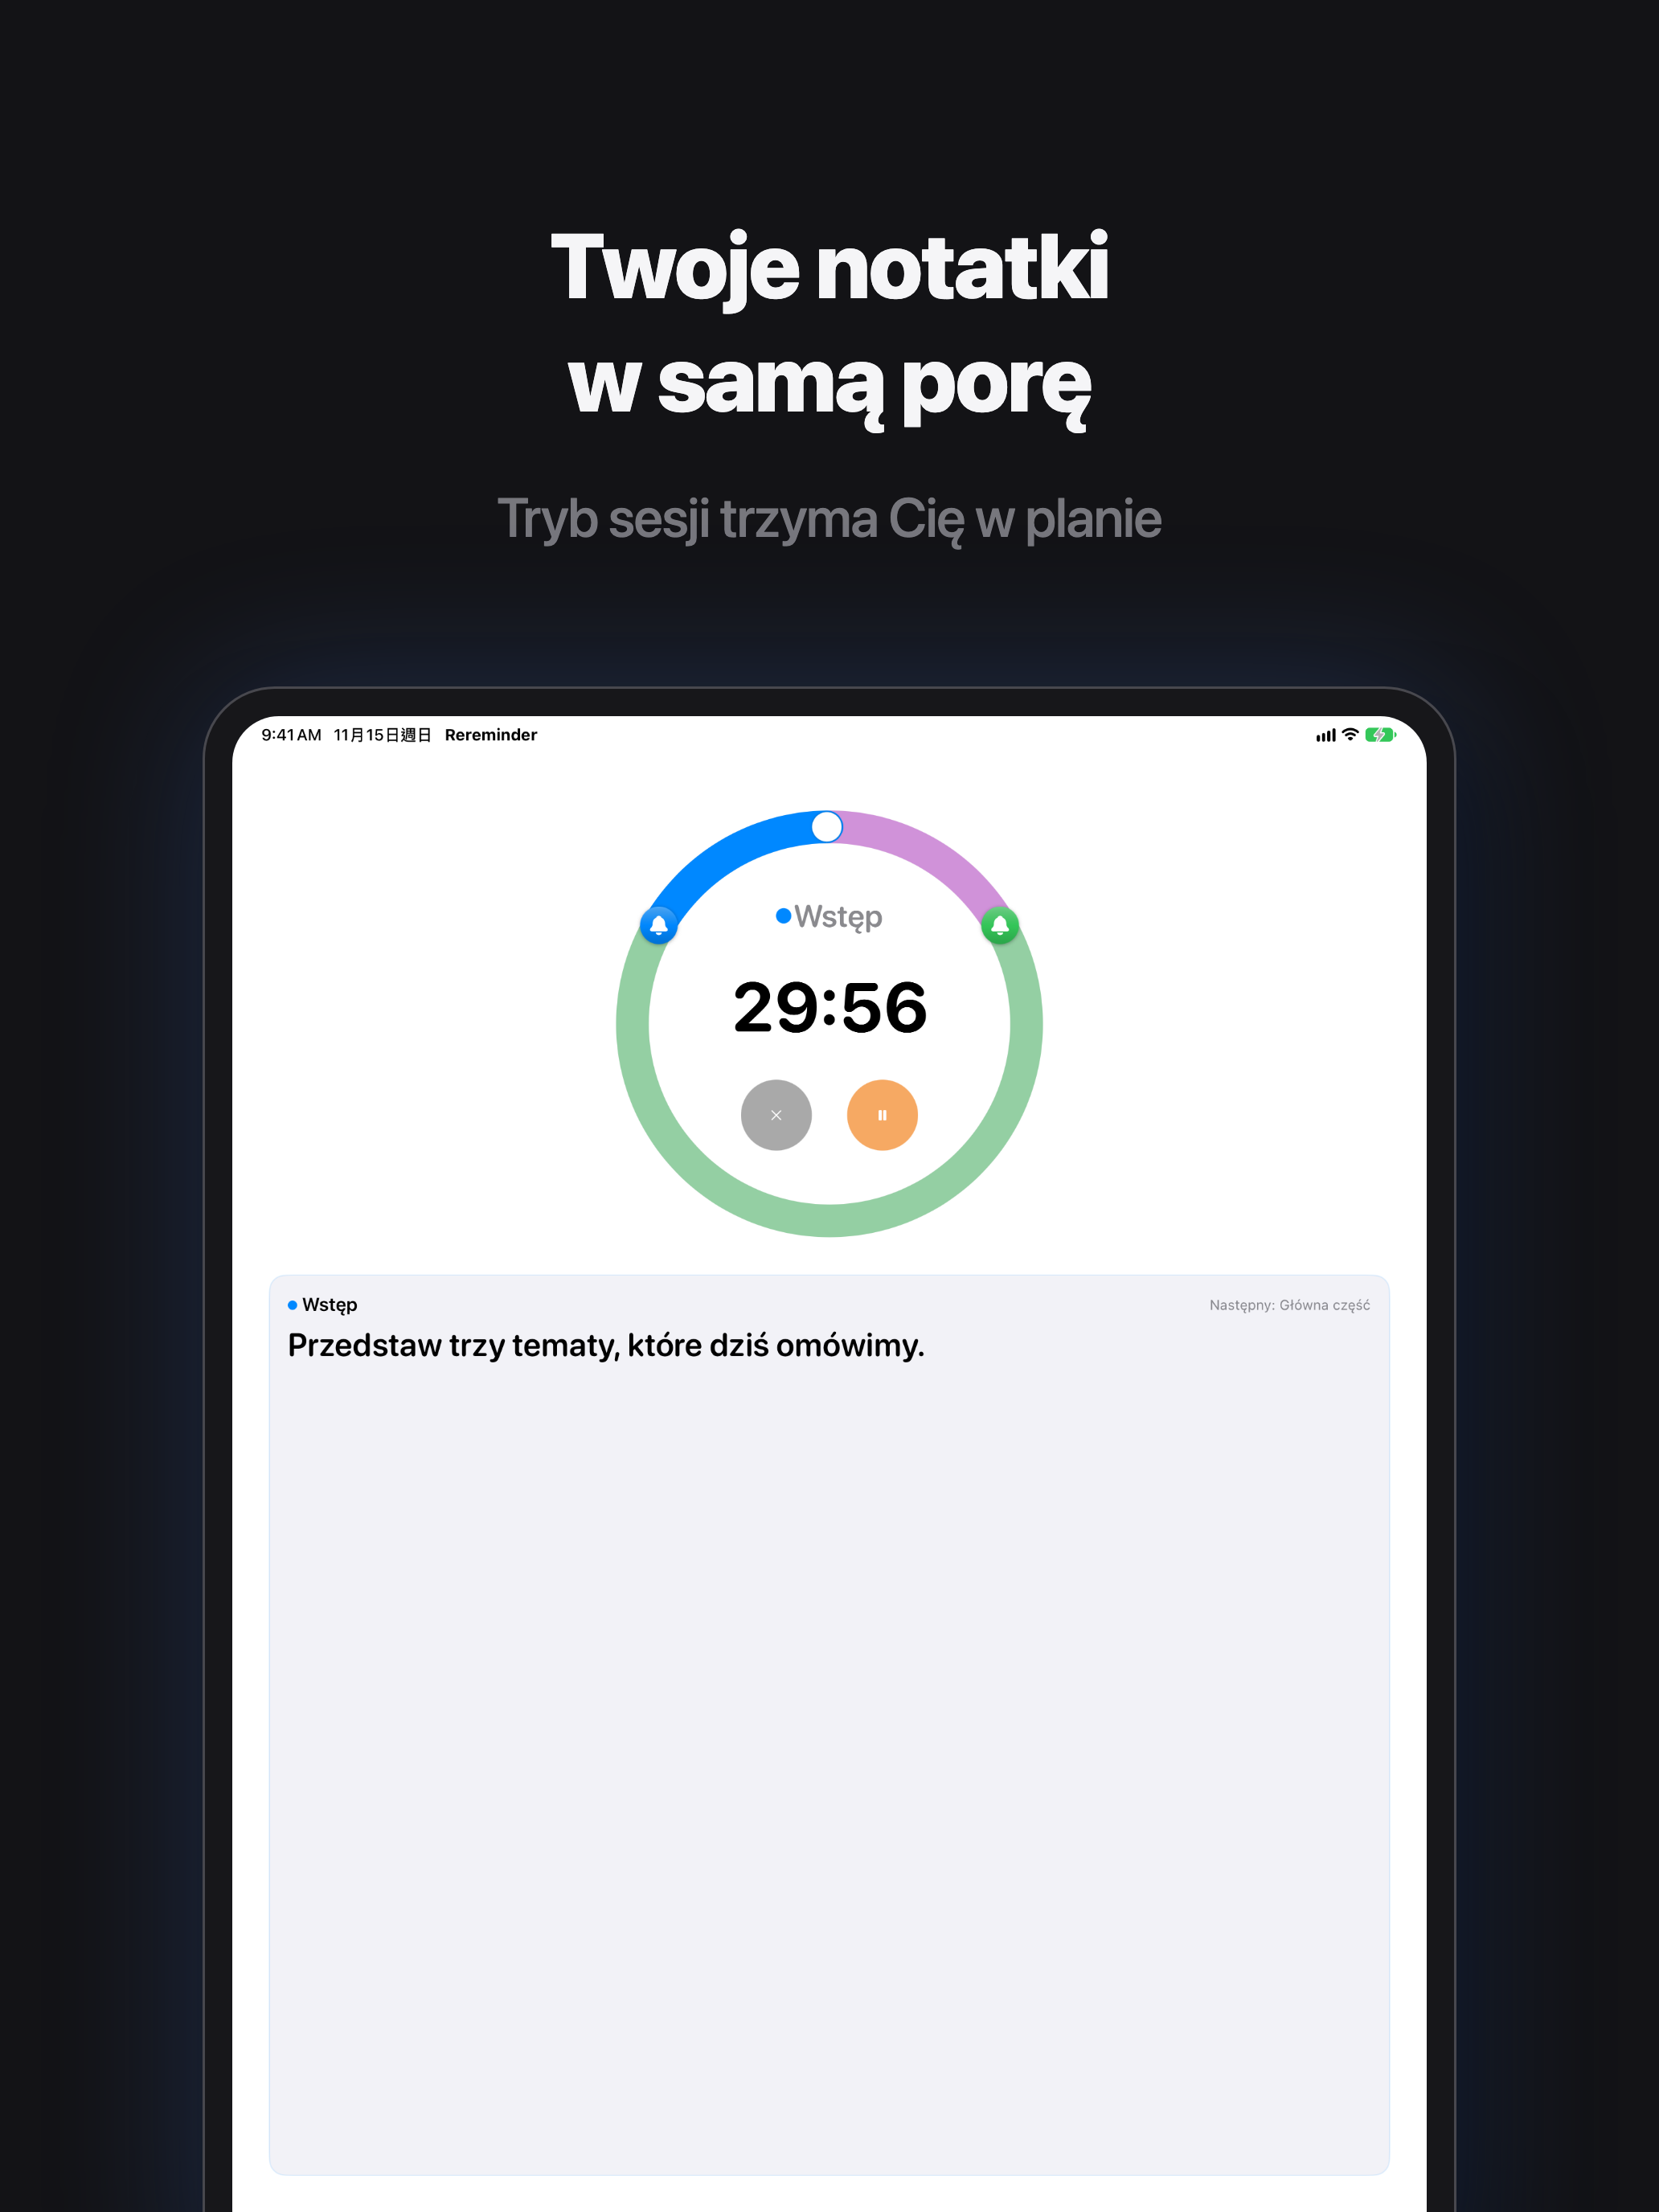 Twoje notatki
w samą porę
Tryb sesji trzyma Cię w planie
9:41 AM 11月15日週日 Rereminder
Wstęp
29:56
Wstęp
Następny: Główna część
Przedstaw trzy tematy, które dziś omówimy.